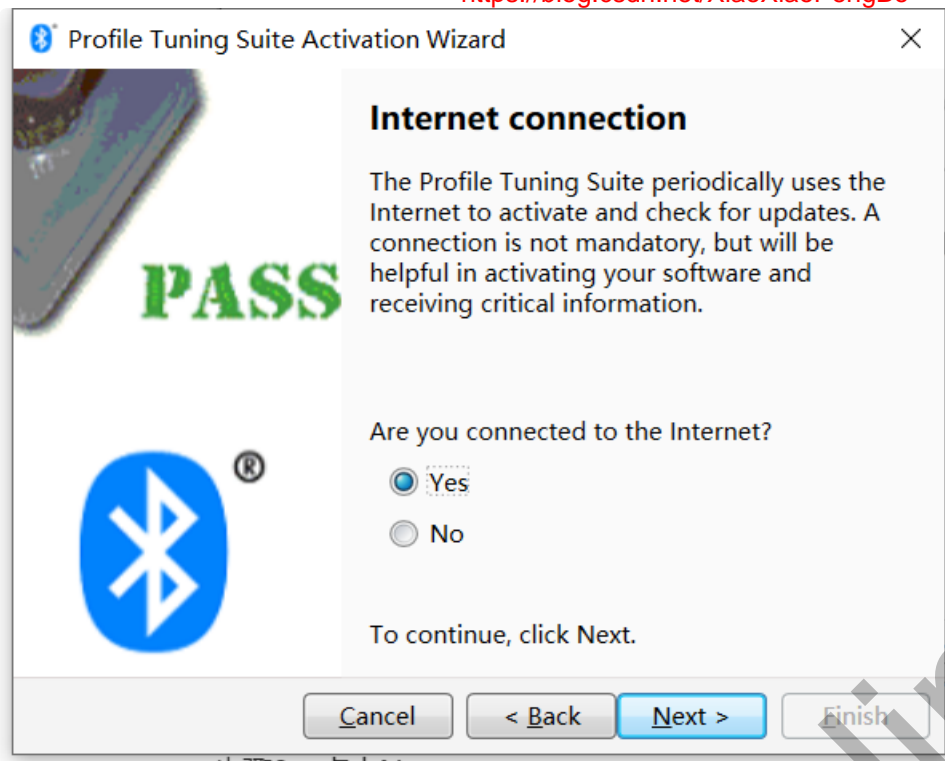 Profile Tuning Suite Activation Wizard
Internet connection
The Profile Tuning Suite periodically uses the
Internet to activate and check for updates. A
connection is not mandatory, but will be
helpful in activating your software and
receiving critical information.
PASS
®
Are you connected to the Internet?
Yes
No
To continue, click Next.
Cancel
< Back
Next >
Finish